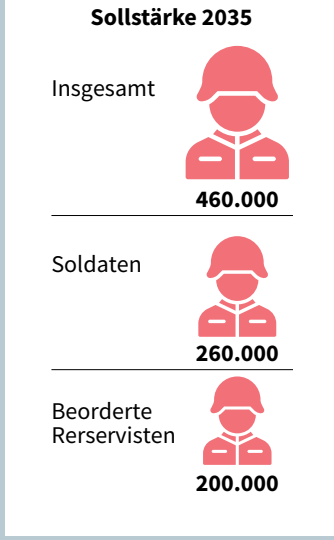 Sollstärke 2035
Insgesamt
460.000
Soldaten
260.000
Beorderte
Rerservisten
200.000